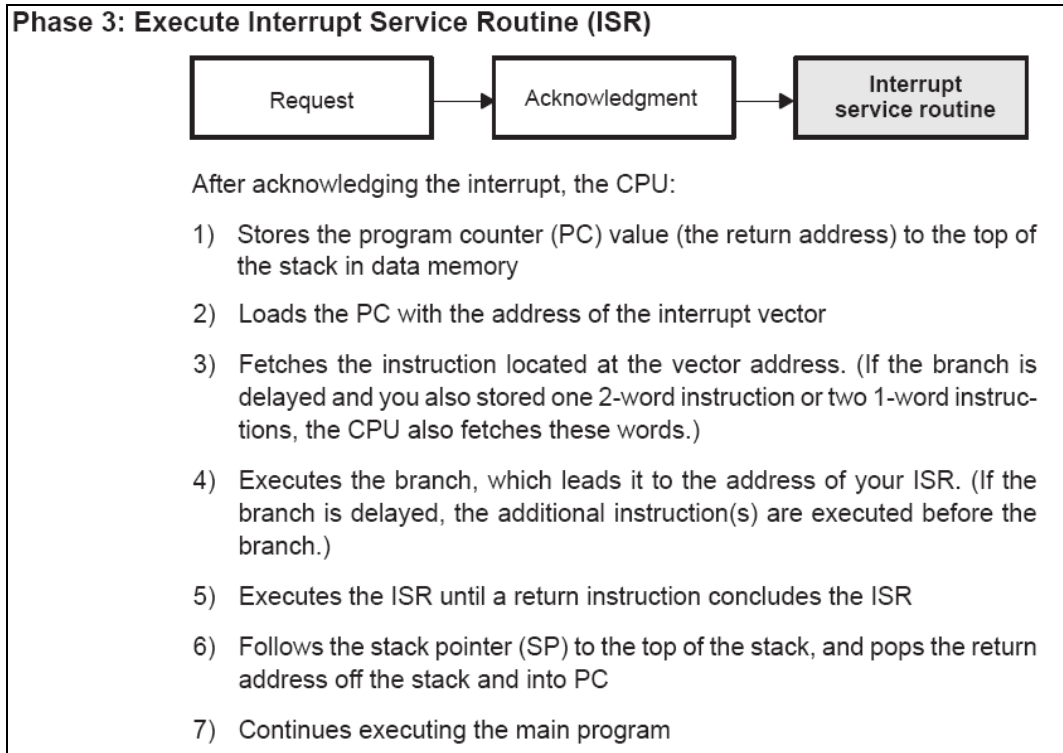 Phase 3: Execute Interrupt Service Routine (ISR)
Request
Acknowledgment
Interrupt
service routine
After acknowledging the interrupt, the CPU:
1) Stores the program counter (PC) value (the return address) to the top of
the stack in data memory
2) Loads the PC with the address of the interrupt vector
3) Fetches the instruction located at the vector address. (If the branch is
delayed and you also stored one 2-word instruction or two 1-word instruc-
tions, the CPU also fetches these words.)
4) Executes the branch, which leads it to the address of your ISR. (If the
branch is delayed, the additional instruction(s) are executed before the
branch.)
5) Executes the ISR until a return instruction concludes the ISR
6) Follows the stack pointer (SP) to the top of the stack, and pops the return
address off the stack and into PC
7) Continues executing the main program